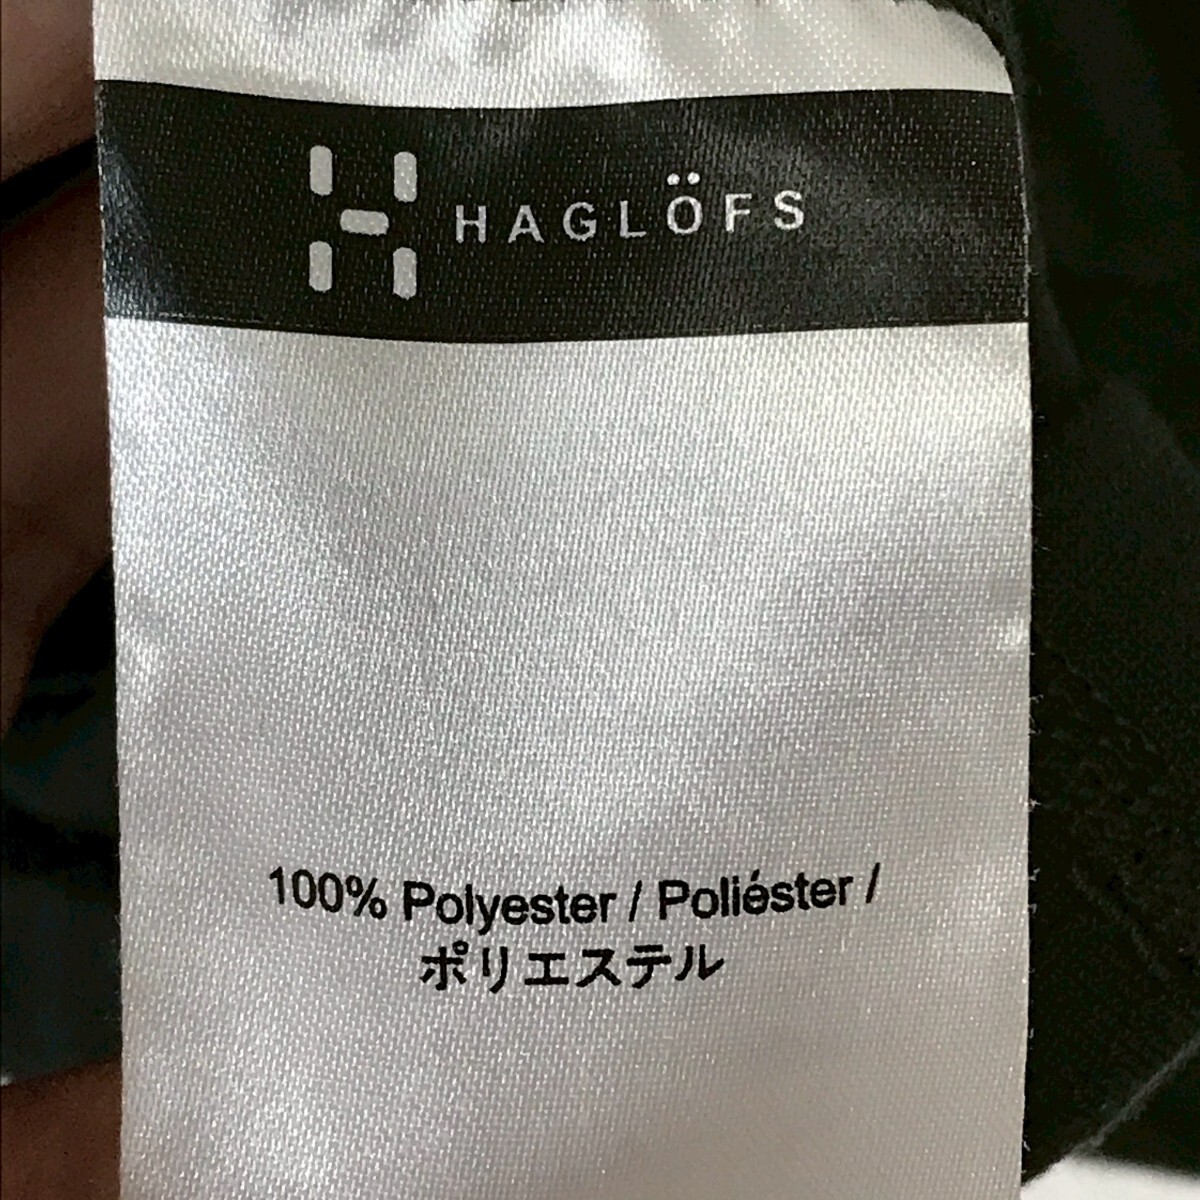 HAGLÖFS
100% Polyester / Poliéster /
ポリエステル